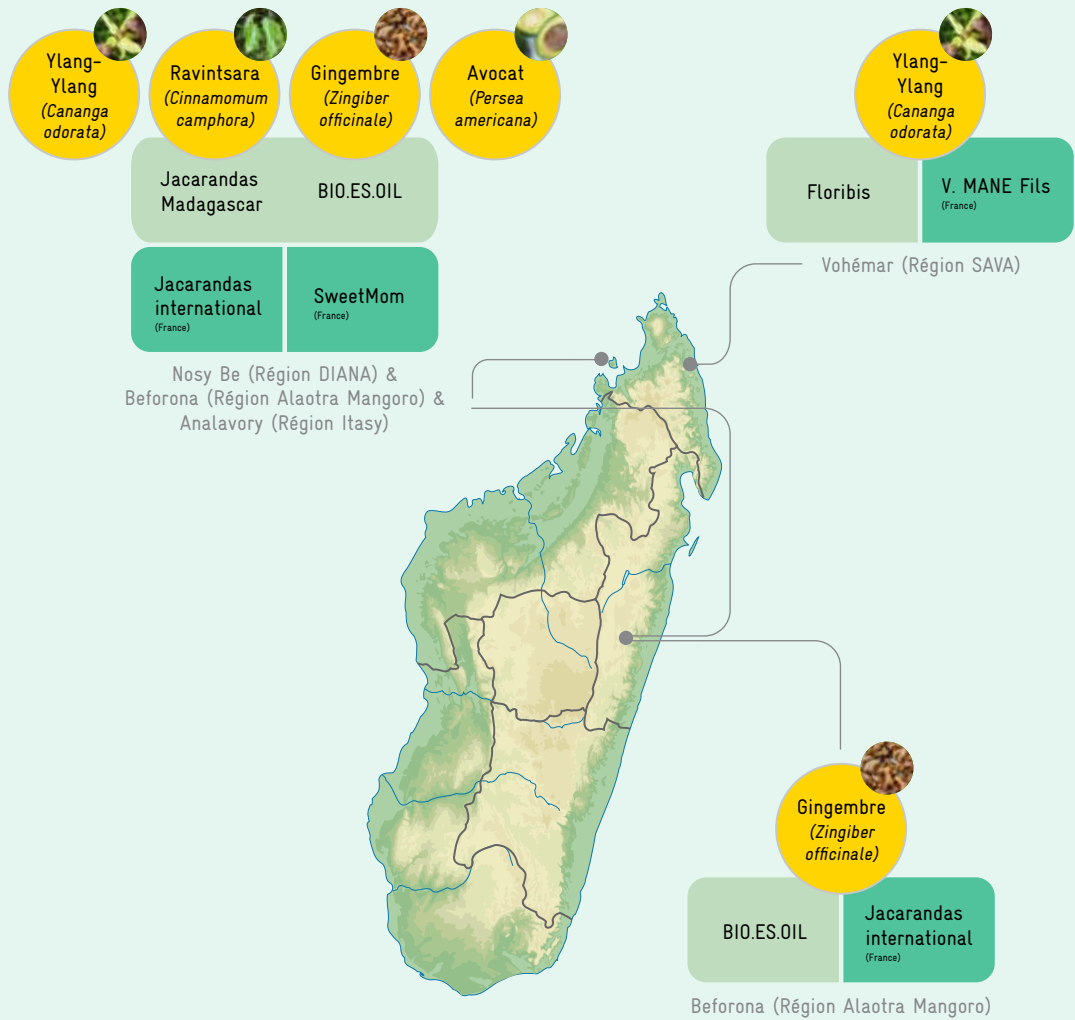 Ylang-
Ylang
(Cananga
odorata)
Ravintsara
(Cinnamomum
camphora)
Gingembre
(Zingiber
officinale)
Avocat
(Persea
americana)
Jacarandas
Madagascar
BIO.ES.OIL
Jacarandas
international
(France)
SweetMom
(France)
Nosy Be (Région DIANA) &
Beforona (Région Alaotra Mangoro) &
Analavory (Région Itasy)
Ylang-
Ylang
(Cananga
odorata)
Floribis
V. MANE Fils
(France)
Vohémar (Région SAVA)
Gingembre
(Zingiber
officinale)
BIO.ES.OIL
Jacarandas
international
(France)
Beforona (Région Alaotra Mangoro)